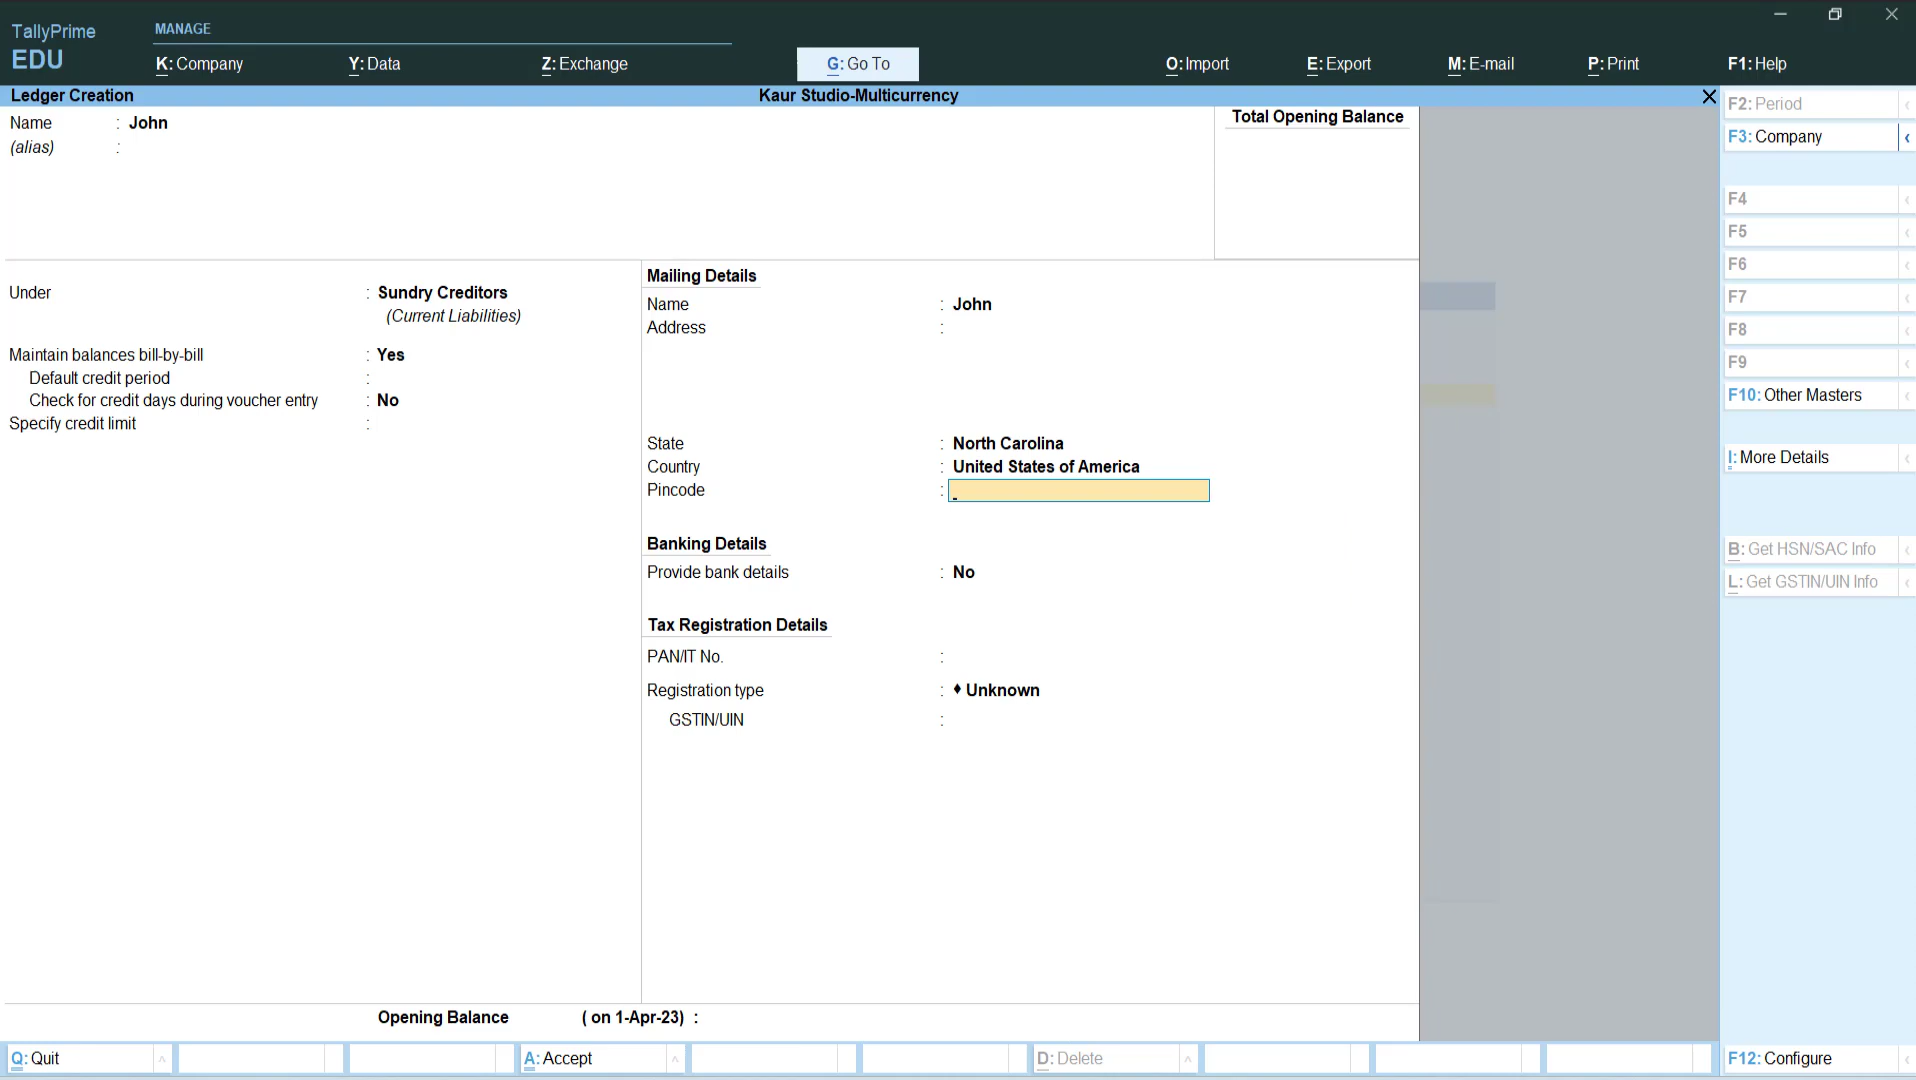 TallyPrime
EDU
MANAGE
K: Company
Y: Data
Z: Exchange
G: Go To
O: Import
E: Export
M: E-mail
P: Print
F1: Help
Ledger Creation
Kaur Studio-Multicurrency
Name : John
(alias) :
Total Opening Balance
Under : Sundry Creditors
(Current Liabilities)
Maintain balances bill-by-bill : Yes
Default credit period :
Check for credit days during voucher entry : No
Specify credit limit :
Mailing Details
Name : John
Address :
State : North Carolina
Country : United States of America
Pincode :
Banking Details
Provide bank details : No
Tax Registration Details
PAN/IT No. :
Registration type : ♦ Unknown
GSTIN/UIN :
Opening Balance ( on 1-Apr-23) :
F2: Period
F3: Company
F4
F5
F6
F7
F8
F9
F10: Other Masters
I: More Details
B: Get HSN/SAC Info
L: Get GSTIN/UIN Info
Q: Quit
A: Accept
D: Delete
F12: Configure